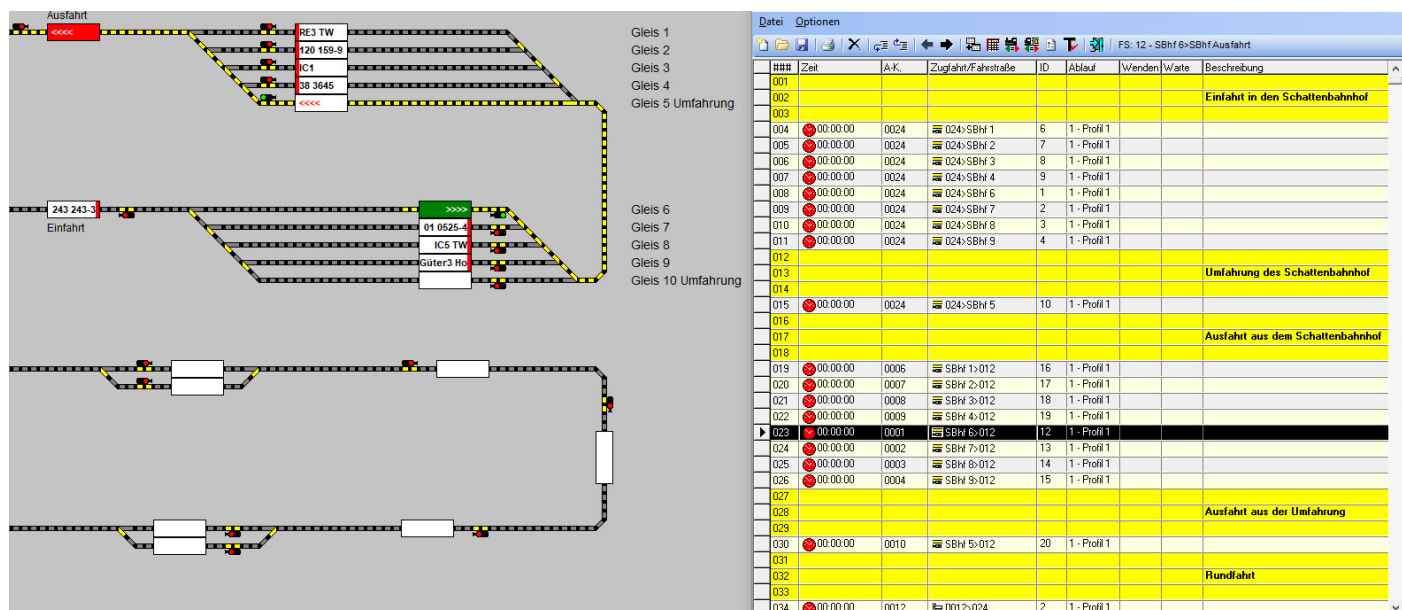 Ausfahrt
<<<<
RE3 TW
Gleis 1
120 159-9
Gleis 2
IC1
Gleis 3
38 3645
Gleis 4
<<<<
Gleis 5 Umfahrung
243 243-3
Einfahrt
>>>>
Gleis 6
01 0525-4
Gleis 7
IC5 TW
Gleis 8
Güter3 Ho
Gleis 9
Gleis 10 Umfahrung
Datei Optionen
FS: 12 - SBhf 6>SBhf Ausfahrt
### Zeit A-K. Zugfahrt/Fahrstraße ID Ablauf Wenden Warte Beschreibung
001
002 Einfahrt in den Schattenbahnhof
003
004 00:00:00 0024 024>SBhf 1 6 1 - Profil 1
005 00:00:00 0024 024>SBhf 2 7 1 - Profil 1
006 00:00:00 0024 024>SBhf 3 8 1 - Profil 1
007 00:00:00 0024 024>SBhf 4 9 1 - Profil 1
008 00:00:00 0024 024>SBhf 6 1 1 - Profil 1
009 00:00:00 0024 024>SBhf 7 2 1 - Profil 1
010 00:00:00 0024 024>SBhf 8 3 1 - Profil 1
011 00:00:00 0024 024>SBhf 9 4 1 - Profil 1
012
013 Umfahrung des Schattenbahnhof
014
015 00:00:00 0024 024>SBhf 5 10 1 - Profil 1
016
017 Ausfahrt aus dem Schattenbahnhof
018
019 00:00:00 0006 SBhf 1>012 16 1 - Profil 1
020 00:00:00 0007 SBhf 2>012 17 1 - Profil 1
021 00:00:00 0008 SBhf 3>012 18 1 - Profil 1
022 00:00:00 0009 SBhf 4>012 19 1 - Profil 1
023 00:00:00 0001 SBhf 6>012 12 1 - Profil 1
024 00:00:00 0002 SBhf 7>012 13 1 - Profil 1
025 00:00:00 0003 SBhf 8>012 14 1 - Profil 1
026 00:00:00 0004 SBhf 9>012 15 1 - Profil 1
027
028 Ausfahrt aus der Umfahrung
029
030 00:00:00 0010 SBhf 5>012 20 1 - Profil 1
031
032 Rundfahrt
033
034 00:00:00 0012 0012>024 2 1 - Profil 1